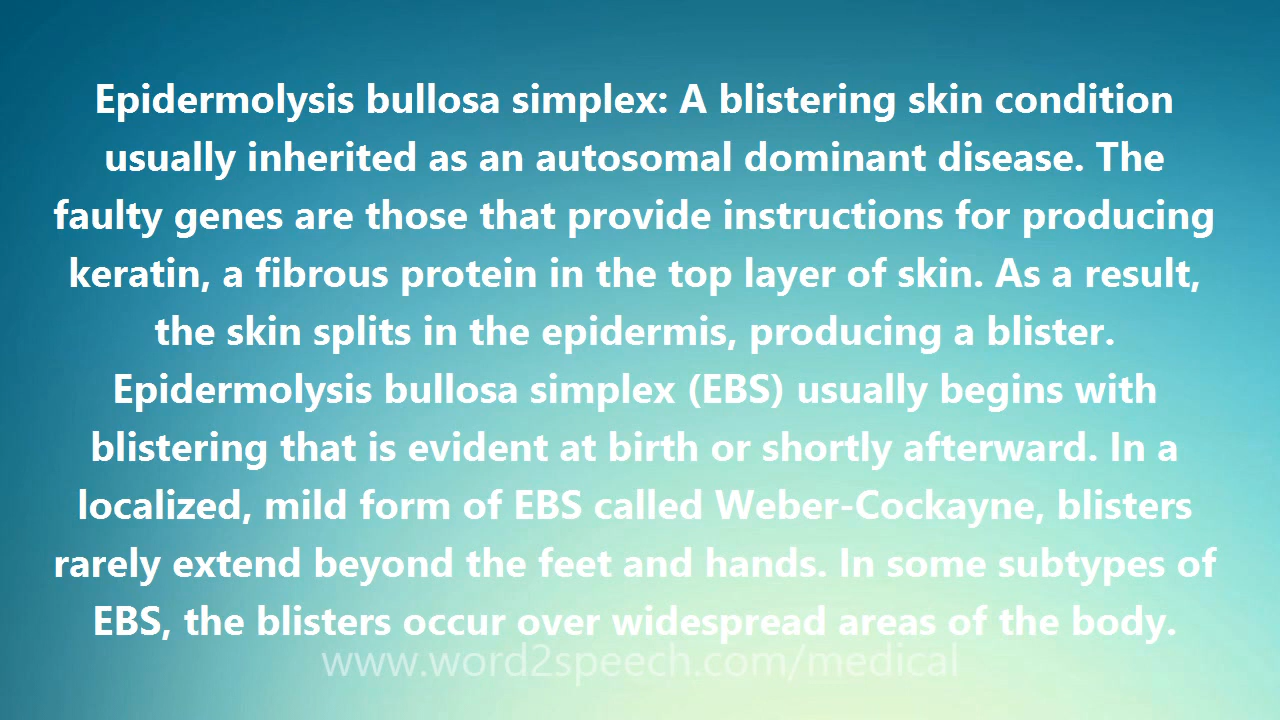 Epidermolysis bullosa simplex: A blistering skin condition
usually inherited as an autosomal dominant disease. The
faulty genes are those that provide instructions for producing
keratin, a fibrous protein in the top layer of skin. As a result,
the skin splits in the epidermis, producing a blister.
Epidermolysis bullosa simplex (EBS) usually begins with
blistering that is evident at birth or shortly afterward. In a
localized, mild form of EBS called Weber-Cockayne, blisters
rarely extend beyond the feet and hands. In some subtypes of
EBS, the blisters occur over widespread areas of the body.
www.word2speech.com/medical